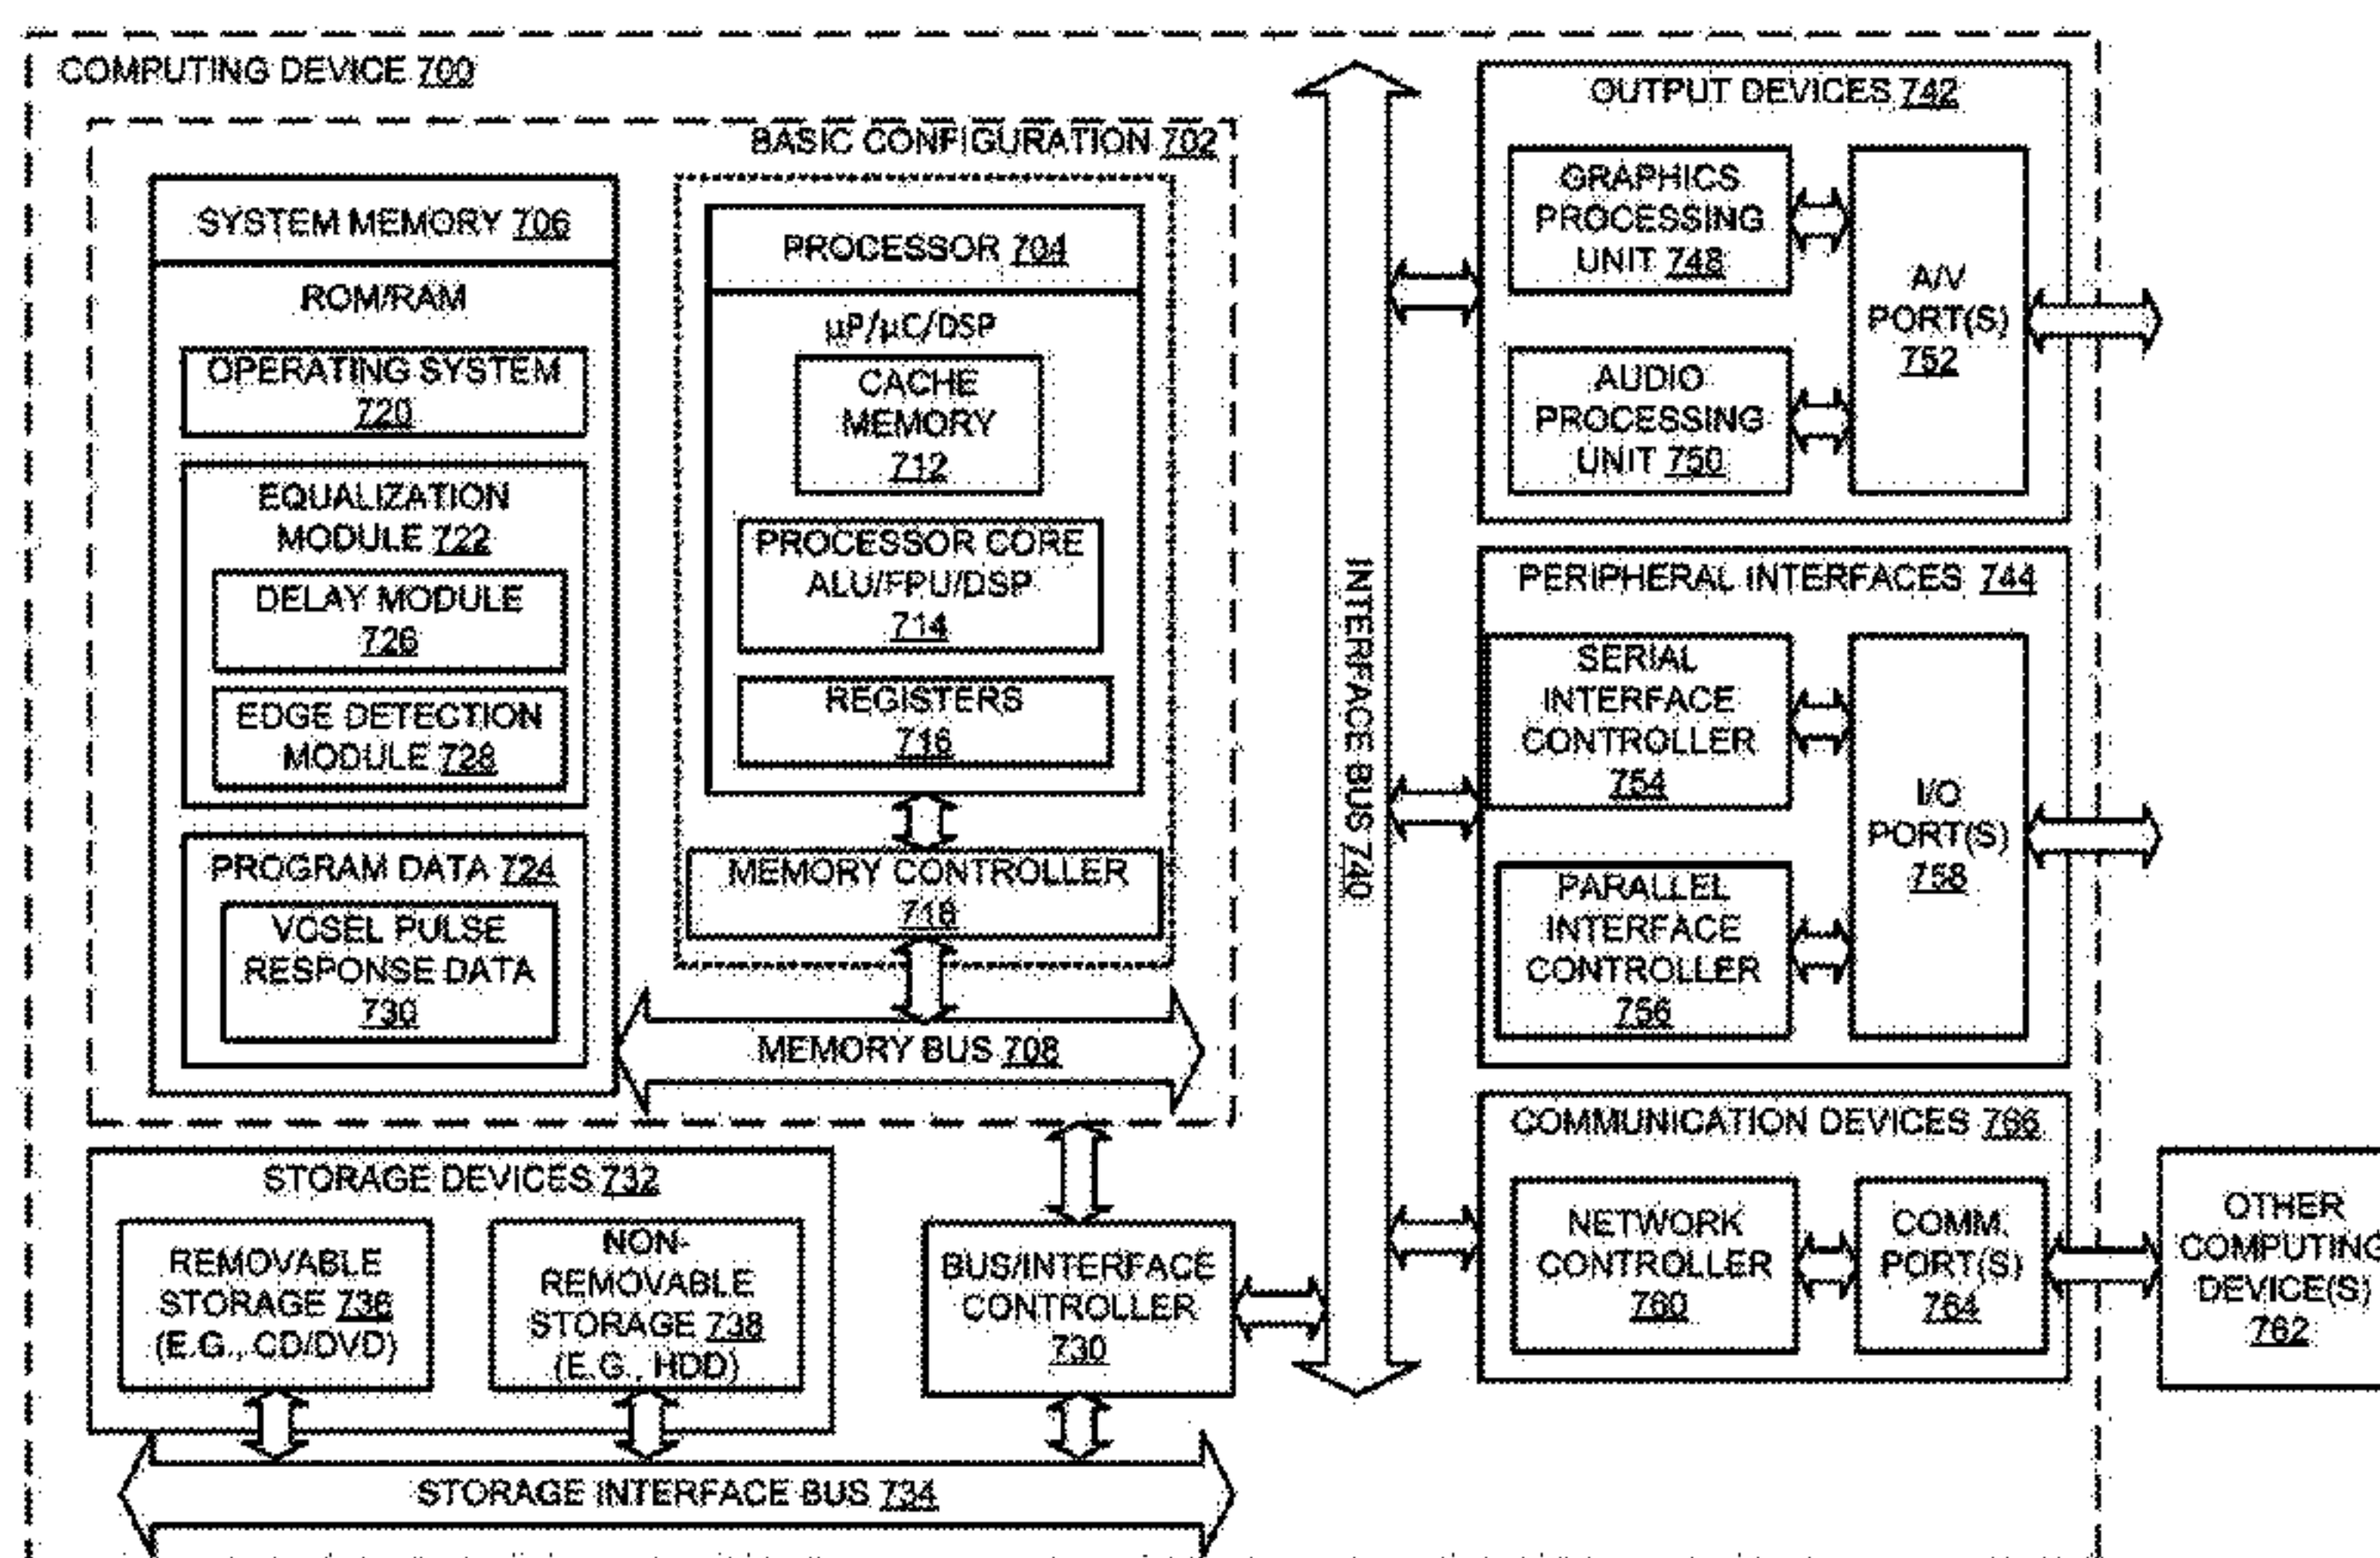 COMPUTING DEVICE 700
BASIC CONFIGURATION 702
SYSTEM MEMORY 706
ROM/RAM
OPERATING SYSTEM
720
EQUALIZATION
MODULE 722
DELAY MODULE
726
EDGE DETECTION
MODULE 728
PROGRAM DATA 724
VCSEL PULSE
RESPONSE DATA
730
PROCESSOR 704
µP/µC/DSP
CACHE
MEMORY
712
PROCESSOR CORE
ALU/FPU/DSP
714
REGISTERS
716
MEMORY CONTROLLER
718
MEMORY BUS 708
STORAGE DEVICES 732
REMOVABLE
STORAGE 736
(E.G., CD/DVD)
NON-
REMOVABLE
STORAGE 738
(E.G., HDD)
BUS/INTERFACE
CONTROLLER
730
STORAGE INTERFACE BUS 734
INTERFACE BUS 740
OUTPUT DEVICES 742
GRAPHICS
PROCESSING
UNIT 748
AUDIO
PROCESSING
UNIT 750
A/V
PORT(S)
752
PERIPHERAL INTERFACES 744
SERIAL
INTERFACE
CONTROLLER
754
PARALLEL
INTERFACE
CONTROLLER
756
I/O
PORT(S)
758
COMMUNICATION DEVICES 766
NETWORK
CONTROLLER
760
COMM.
PORT(S)
764
OTHER
COMPUTING
DEVICE(S)
762